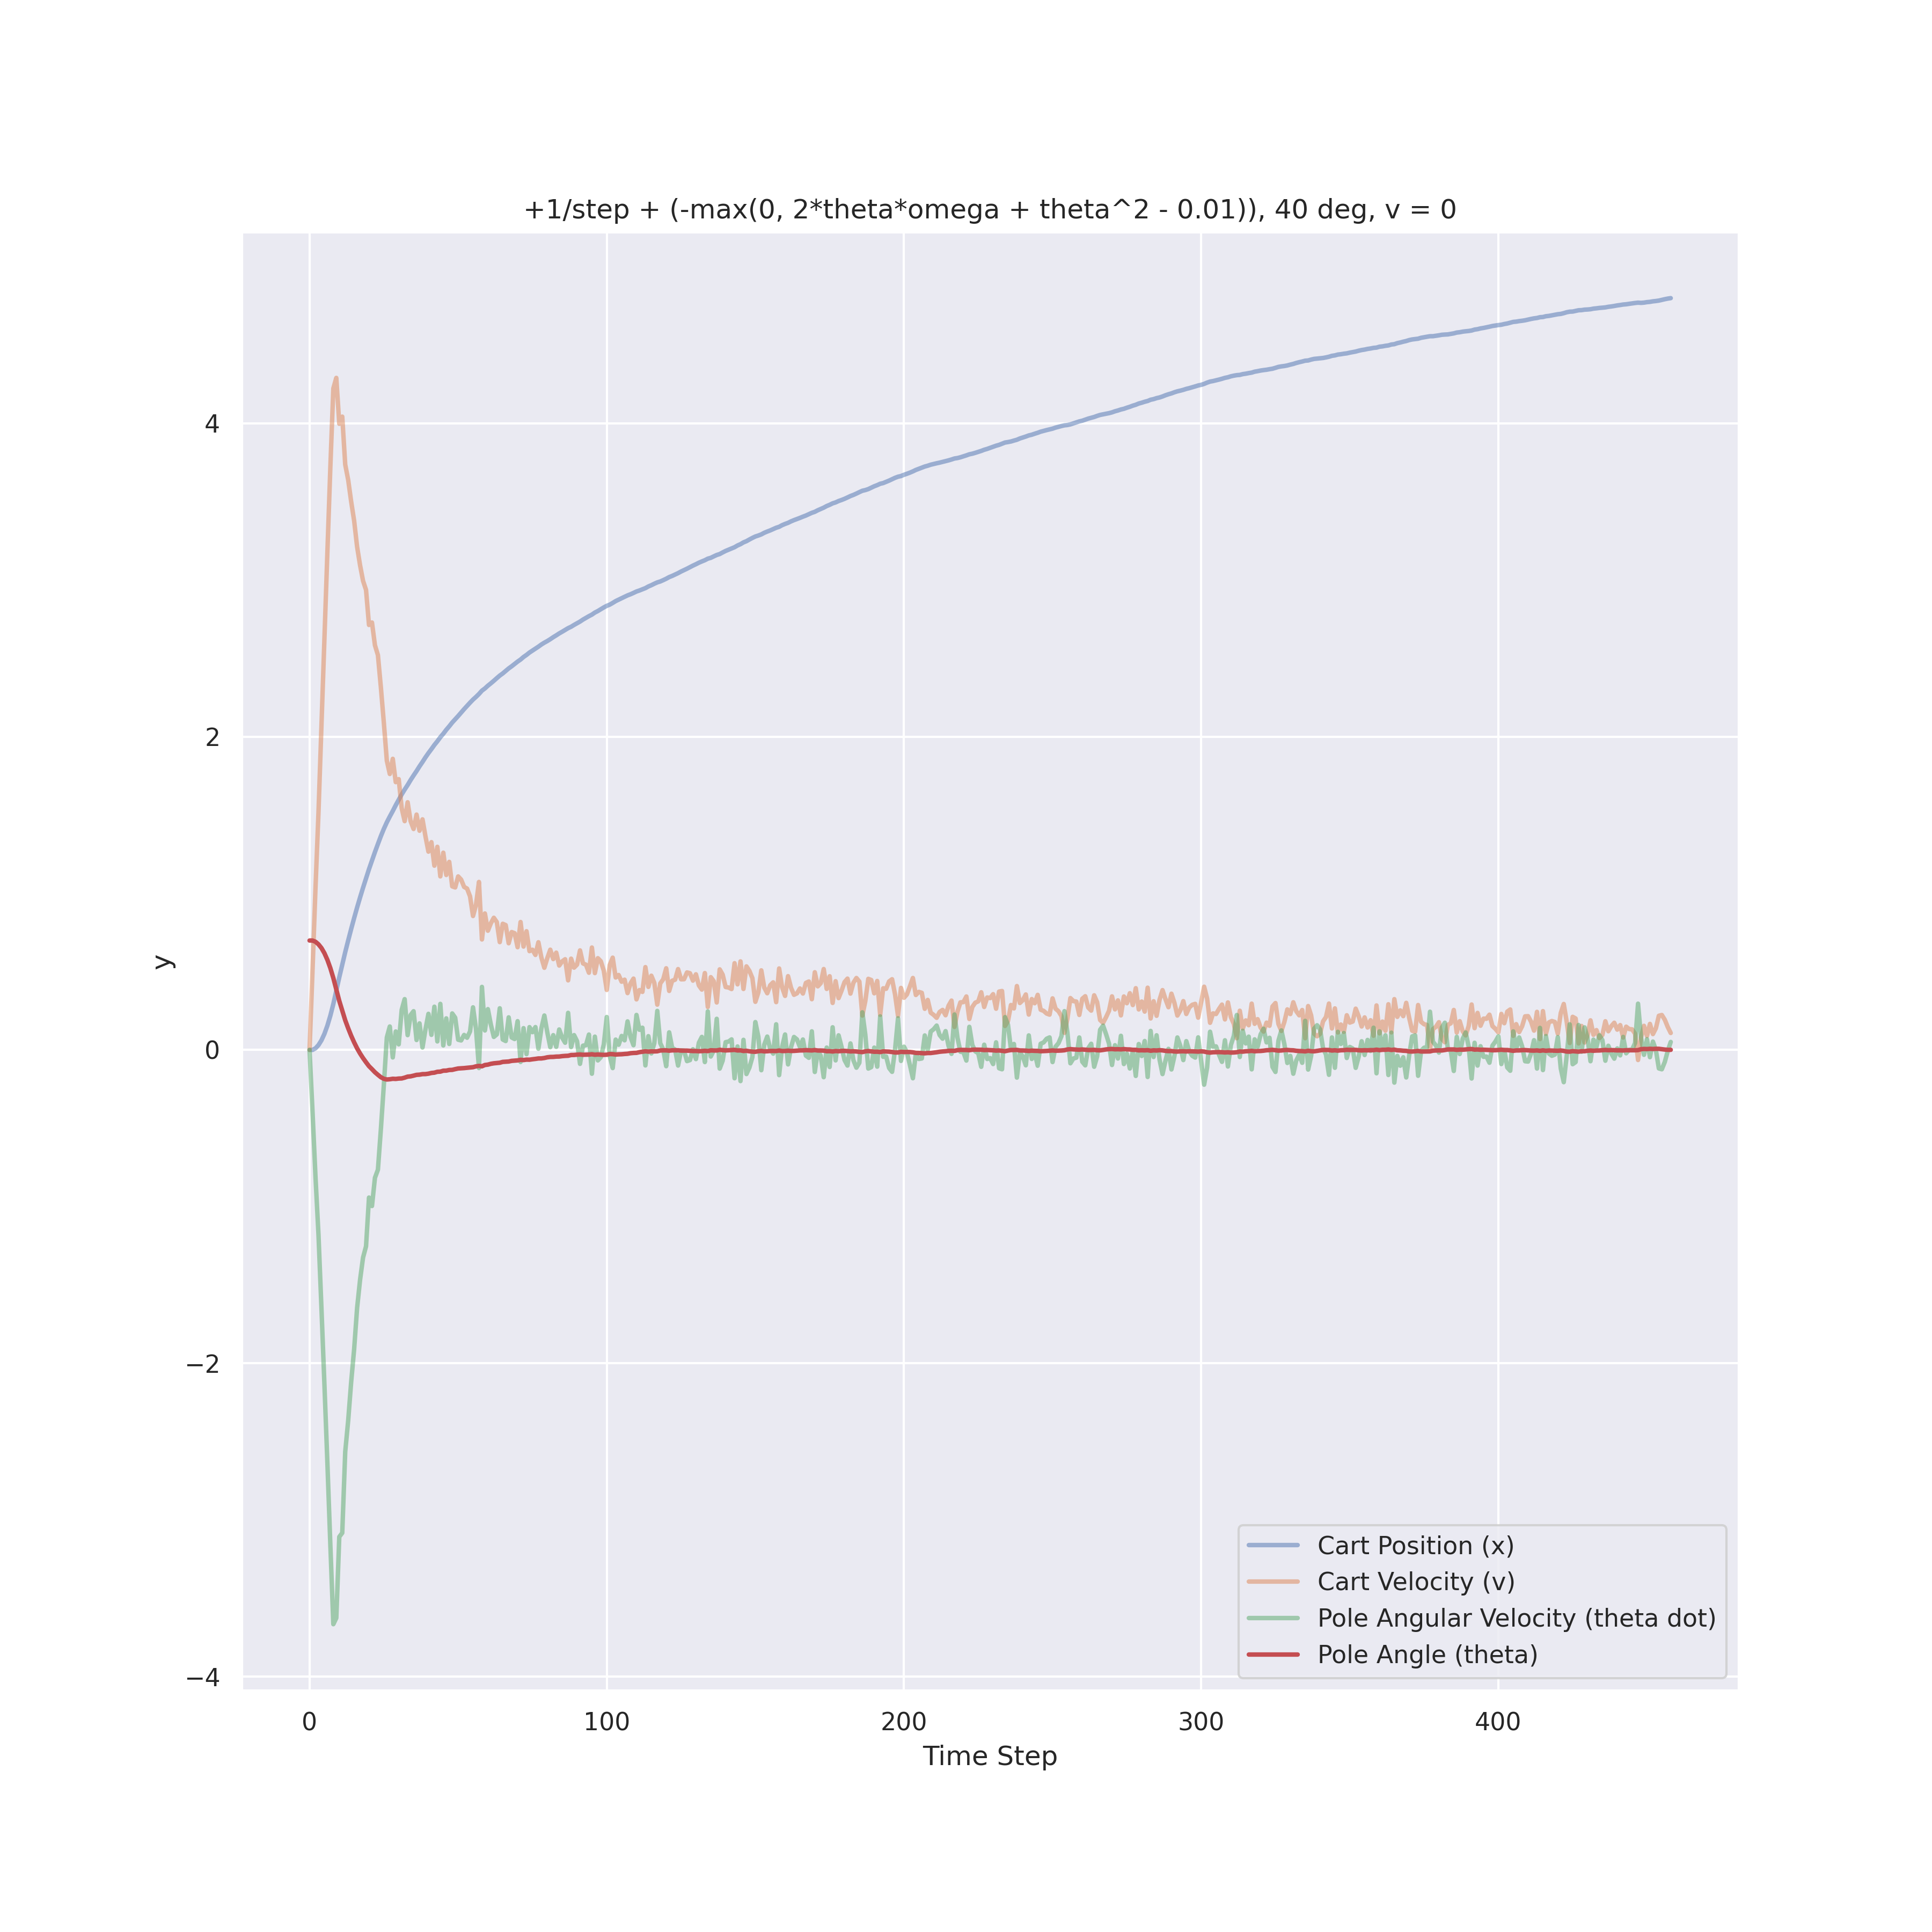 +1/step + (-max(0, 2*theta*omega + theta^2 - 0.01)), 40 deg, v = 0
4
2
0
−2
−4
y
0 100 200 300 400
Time Step
Cart Position (x)
Cart Velocity (v)
Pole Angular Velocity (theta dot)
Pole Angle (theta)